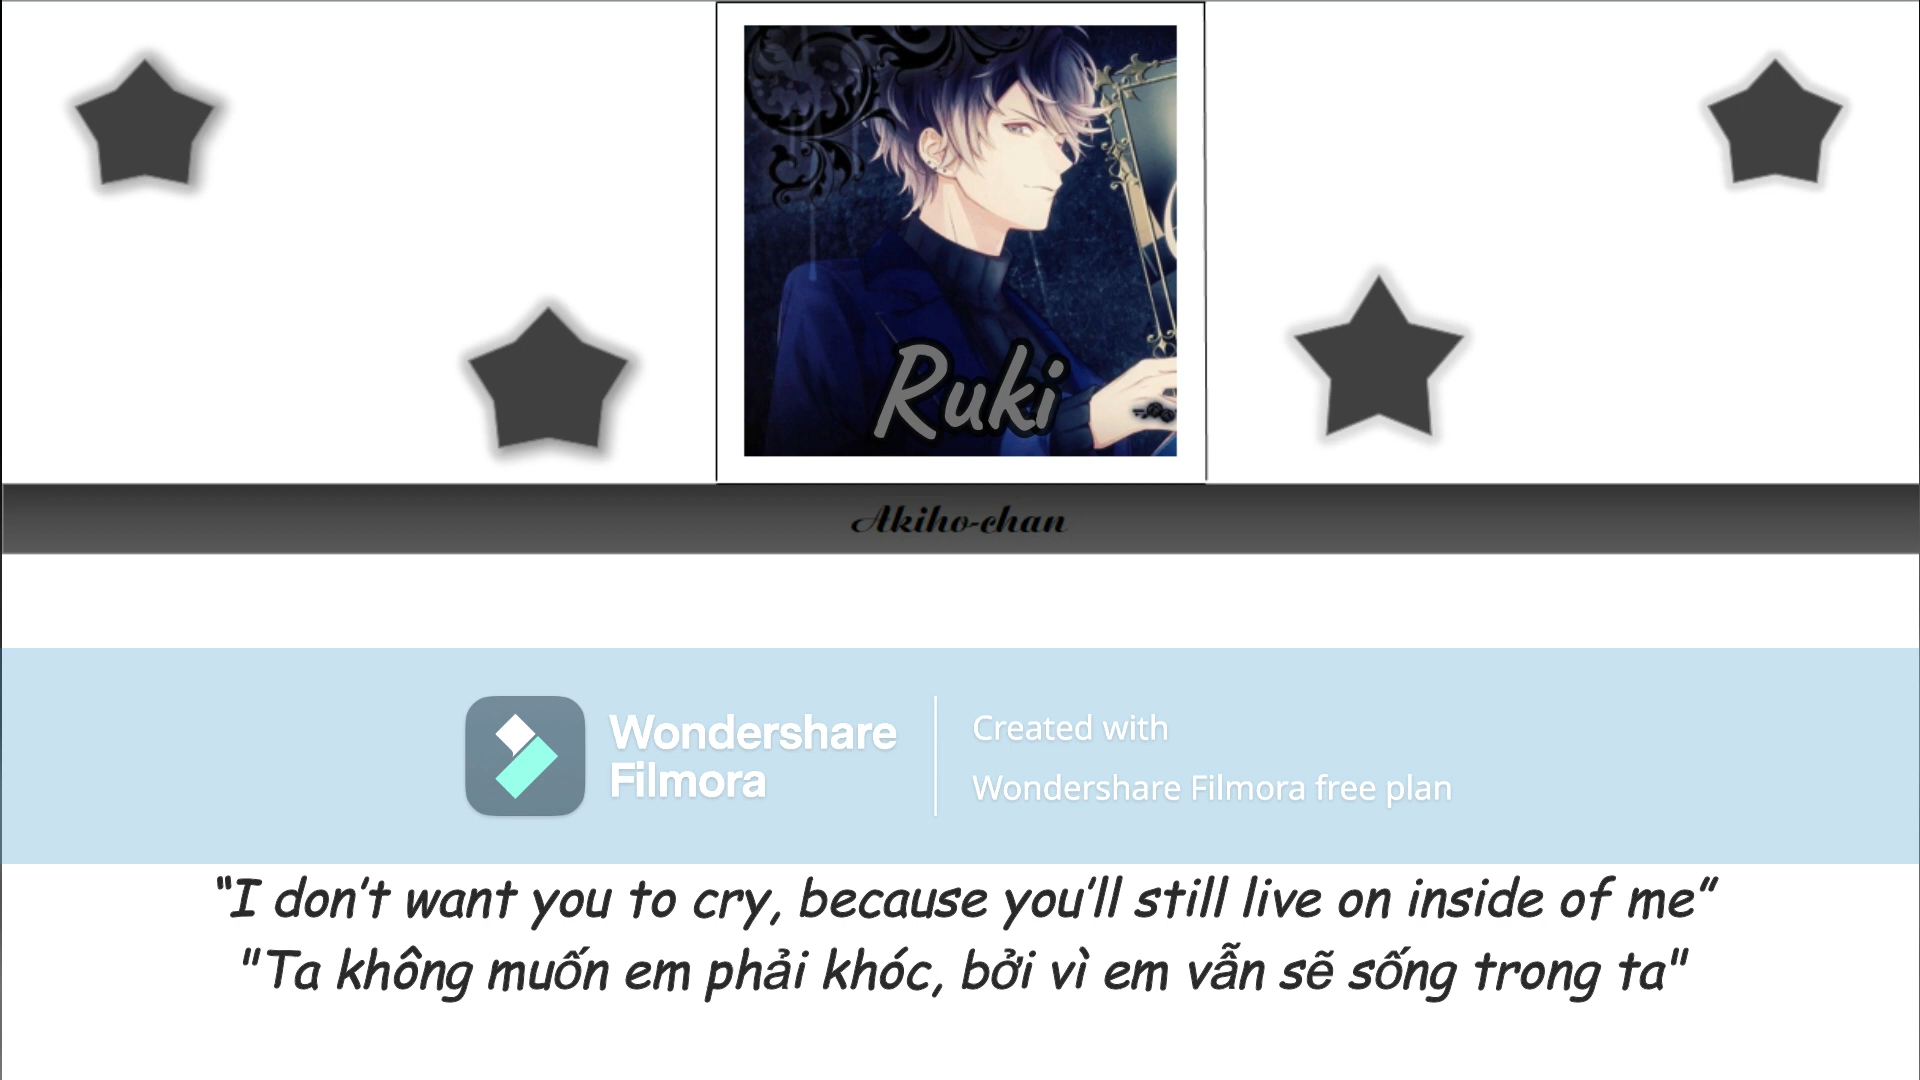 Ruki
Akiho-chan
Wondershare
Filmora
Created with
Wondershare Filmora free plan
“I don’t want you to cry, because you’ll still live on inside of me”
"Ta không muốn em phải khóc, bởi vì em vẫn sẽ sống trong ta"